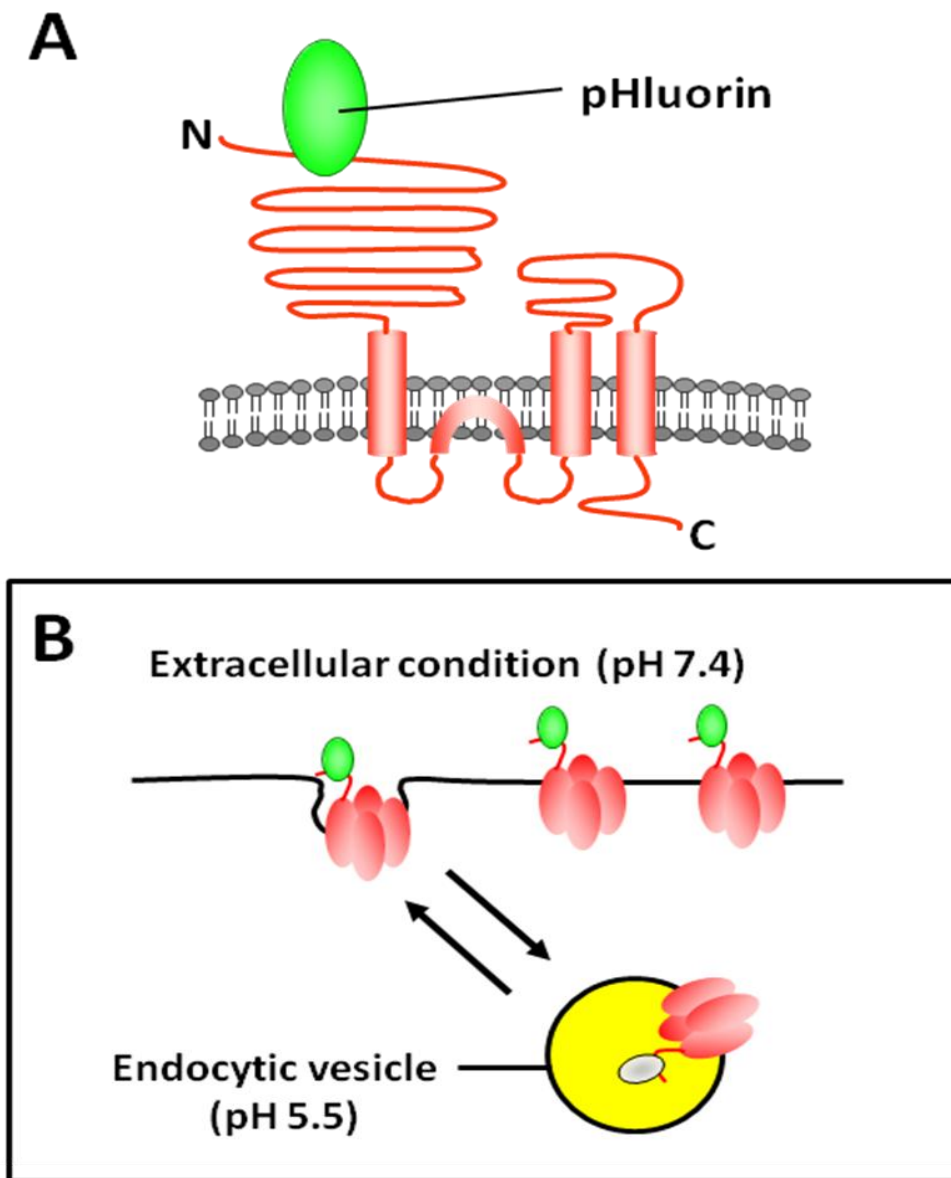 A
pHluorin
N
C
B
Extracellular condition (pH 7.4)
Endocytic vesicle
(pH 5.5)